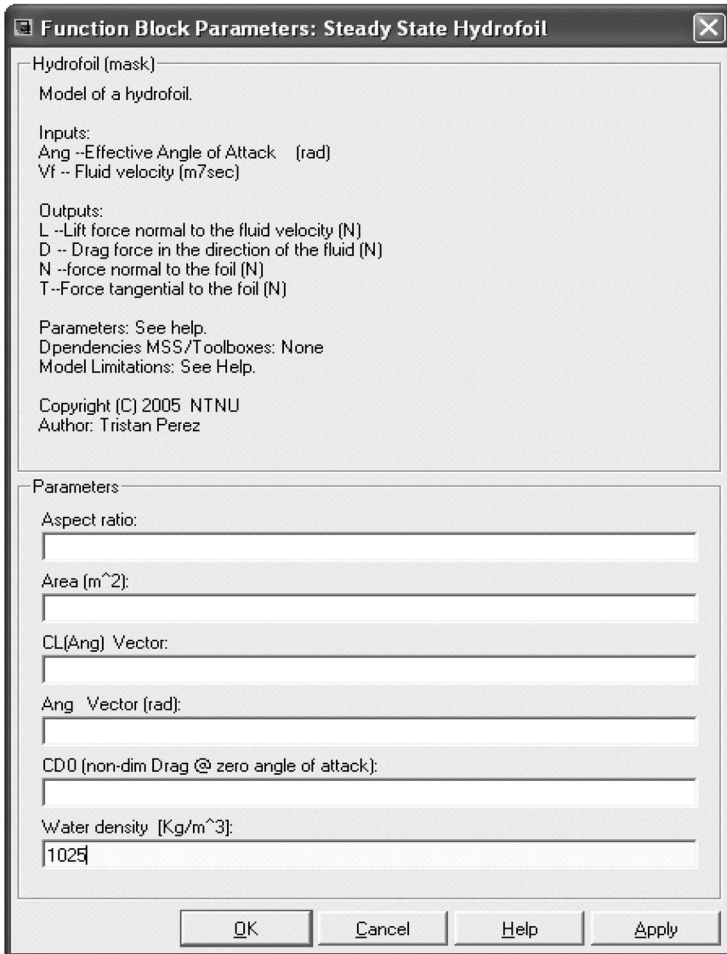 Function Block Parameters: Steady State Hydrofoil
Hydrofoil (mask)
Model of a hydrofoil.
Inputs:
Ang --Effective Angle of Attack (rad)
Vf -- Fluid velocity (m7sec)
Outputs:
L --Lift force normal to the fluid velocity (N)
D -- Drag force in the direction of the fluid (N)
N --force normal to the foil (N)
T--Force tangential to the foil (N)
Parameters: See help.
Dpendencies MSS/Toolboxes: None
Model Limitations: See Help.
Copyright (C) 2005 NTNU
Author: Tristan Perez
Parameters
Aspect ratio:
Area (m^2):
CL(Ang) Vector:
Ang Vector (rad):
CD0 (non-dim Drag @ zero angle of attack):
Water density [Kg/m^3]:
1025
OK Cancel Help Apply